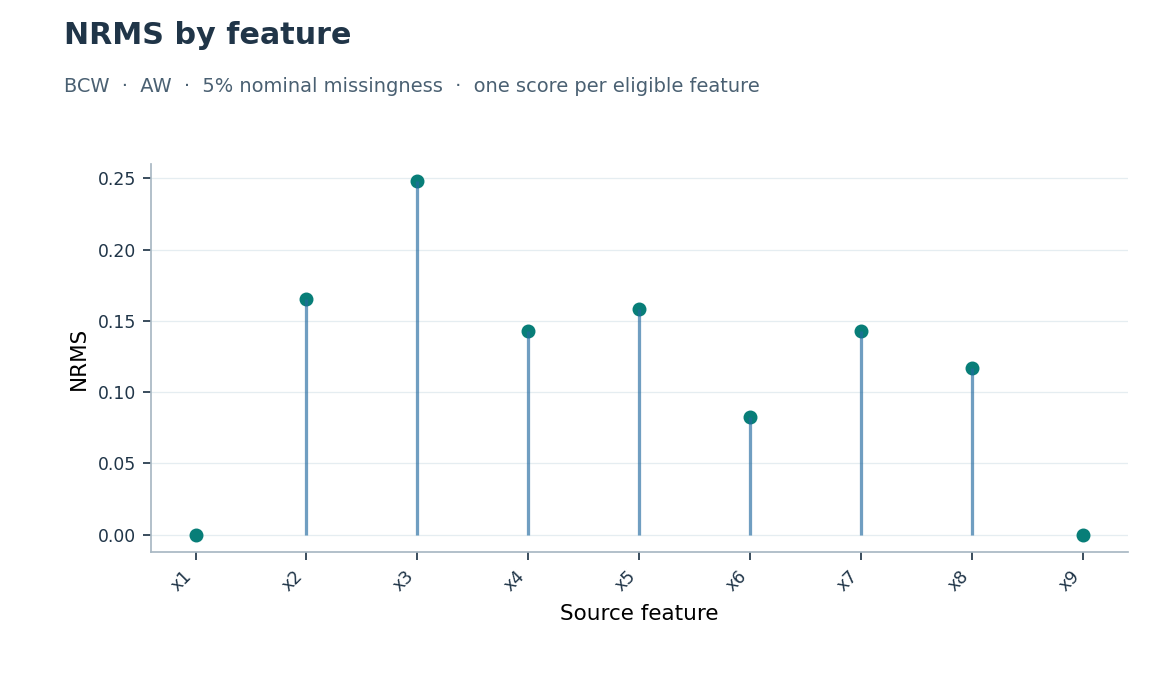 NRMS by feature
BCW · AW · 5% nominal missingness · one score per eligible feature
0.25
0.20
0.15
0.10
0.05
0.00
NRMS
x1 x2 x3 x4 x5 x6 x7 x8 x9
Source feature